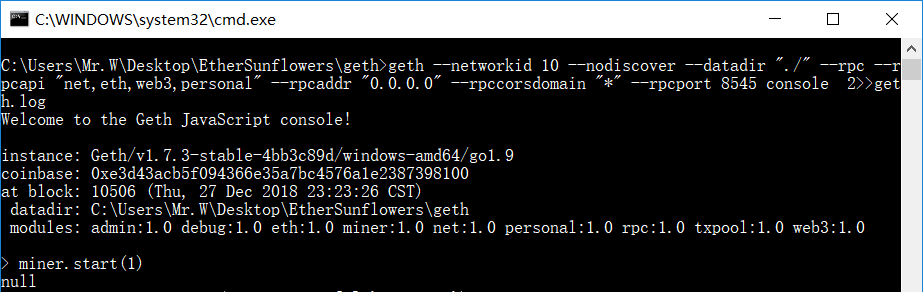 C:\WINDOWS\system32\cmd.exe
C:\Users\Mr.W\Desktop\EtherSunflowers\geth>geth --networkid 10 --nodiscover --datadir "./" --rpc --r
pcapi "net,eth,web3,personal" --rpcaddr "0.0.0.0" --rpccorsdomain "*" --rpcport 8545 console  2>>get
h.log
Welcome to the Geth JavaScript console!
instance: Geth/v1.7.3-stable-4bb3c89d/windows-amd64/go1.9
coinbase: 0xe3d43acb5f094366e35a7bc4576a1e2387398100
at block: 10506 (Thu, 27 Dec 2018 23:23:26 CST)
 datadir: C:\Users\Mr.W\Desktop\EtherSunflowers\geth
 modules: admin:1.0 debug:1.0 eth:1.0 miner:1.0 net:1.0 personal:1.0 rpc:1.0 txpool:1.0 web3:1.0
> miner.start(1)
null